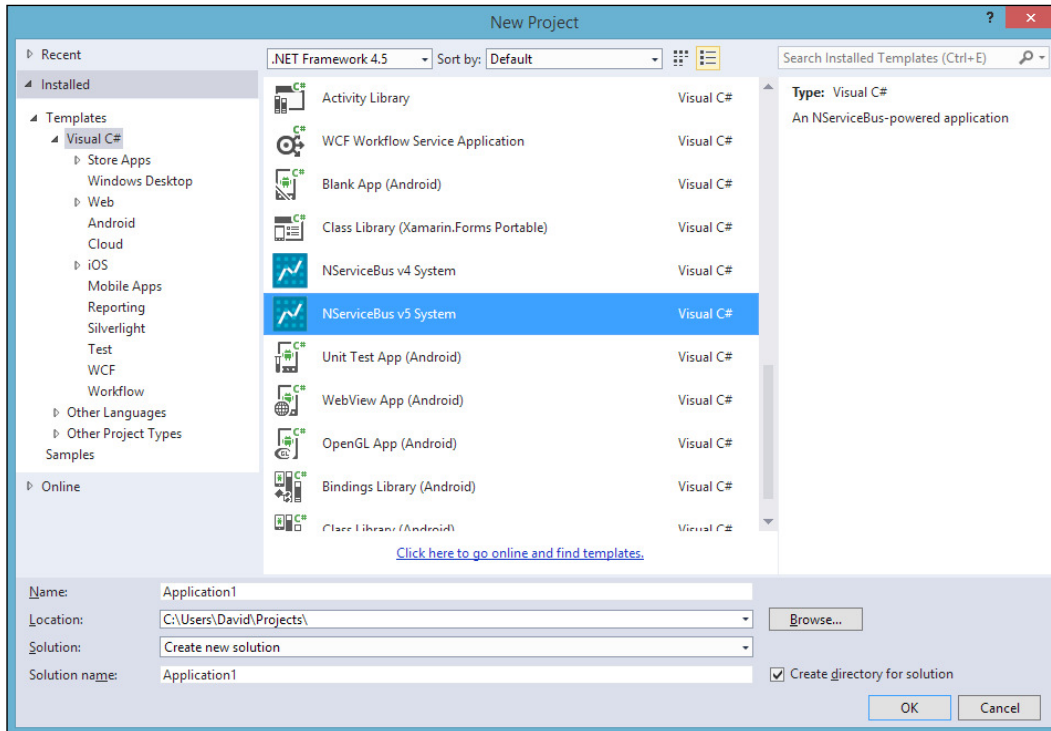 New Project
Recent
.NET Framework 4.5 Sort by: Default
Search Installed Templates (Ctrl+E)
Installed
Templates
Visual C#
Store Apps
Windows Desktop
Web
Android
Cloud
iOS
Mobile Apps
Reporting
Silverlight
Test
WCF
Workflow
Other Languages
Other Project Types
Samples
Online
Activity Library Visual C#
WCF Workflow Service Application Visual C#
Blank App (Android) Visual C#
Class Library (Xamarin.Forms Portable) Visual C#
NServiceBus v4 System Visual C#
NServiceBus v5 System Visual C#
Unit Test App (Android) Visual C#
WebView App (Android) Visual C#
OpenGL App (Android) Visual C#
Bindings Library (Android) Visual C#
Class Library (Android) Visual C#
Click here to go online and find templates.
Type: Visual C#
An NServiceBus-powered application
Name: Application1
Location: C:\Users\David\Projects\ Browse...
Solution: Create new solution
Solution name: Application1 Create directory for solution
OK Cancel